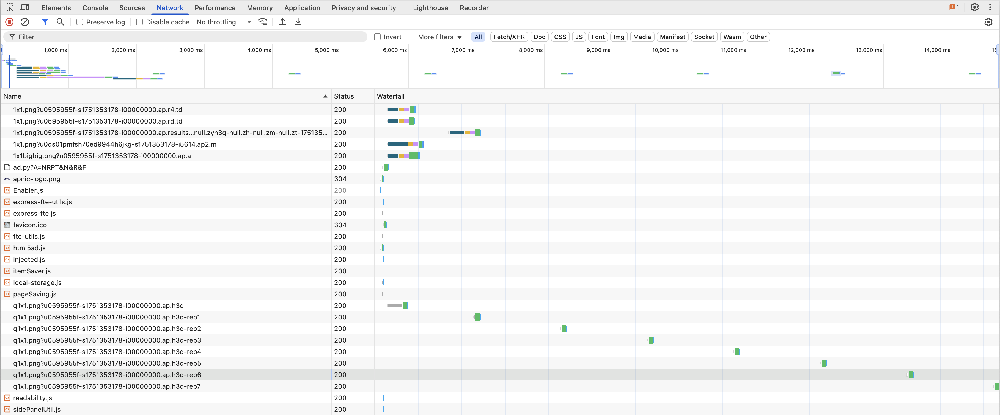 Elements Console Sources Network Performance Memory Application Privacy and security Lighthouse Recorder 1
Preserve log Disable cache No throttling
Filter Invert More filters All Fetch/XHR Doc CSS JS Font Img Media Manifest Socket Wasm Other
1,000 ms 2,000 ms 3,000 ms 4,000 ms 5,000 ms 6,000 ms 7,000 ms 8,000 ms 9,000 ms 10,000 ms 11,000 ms 12,000 ms 13,000 ms 14,000 ms
Name Status Waterfall
1x1.png?u0595955f-s1751353178-i00000000.ap.r4.td 200
1x1.png?u0595955f-s1751353178-i00000000.ap.rd.td 200
1x1.png?u0595955f-s1751353178-i00000000.ap.results...null.zyh3q-null.zh-null.zm-null.zt-175135... 200
1x1.png?u0ds01pmfsh70ed9944h6jkg-s1751353178-i5614.ap2.m 200
1x1bigbig.png?u0595955f-s1751353178-i00000000.ap.a 200
ad.py?A=NRPT&N&R&F 200
APNIC apnic-logo.png 304
Enabler.js 200
express-fte-utils.js 200
express-fte.js 200
favicon.ico 304
fte-utils.js 200
html5ad.js 200
injected.js 200
itemSaver.js 200
local-storage.js 200
pageSaving.js 200
q1x1.png?u0595955f-s1751353178-i00000000.ap.h3q 200
q1x1.png?u0595955f-s1751353178-i00000000.ap.h3q-rep1 200
q1x1.png?u0595955f-s1751353178-i00000000.ap.h3q-rep2 200
q1x1.png?u0595955f-s1751353178-i00000000.ap.h3q-rep3 200
q1x1.png?u0595955f-s1751353178-i00000000.ap.h3q-rep4 200
q1x1.png?u0595955f-s1751353178-i00000000.ap.h3q-rep5 200
q1x1.png?u0595955f-s1751353178-i00000000.ap.h3q-rep6 200
q1x1.png?u0595955f-s1751353178-i00000000.ap.h3q-rep7 200
readability.js 200
sidePanelUtil.js 200